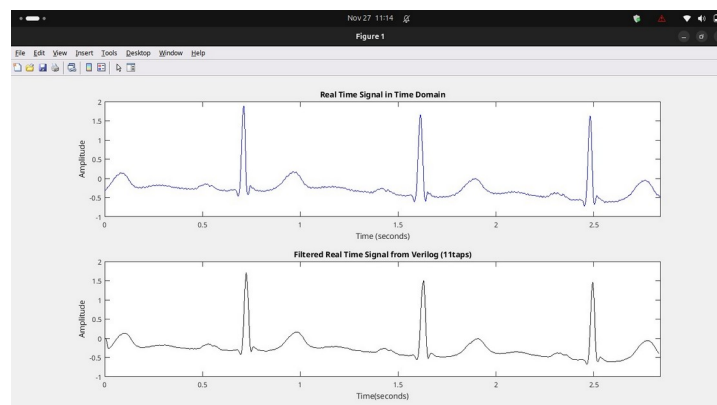 Nov 27 11:14
Figure 1
File Edit View Insert Tools Desktop Window Help
Real Time Signal in Time Domain
2
1.5
1
0.5
0
-0.5
-1
Amplitude
0 0.5 1 1.5 2 2.5
Time (seconds)
Filtered Real Time Signal from Verilog (11taps)
2
1.5
1
0.5
0
-0.5
-1
Amplitude
0 0.5 1 1.5 2 2.5
Time(seconds)